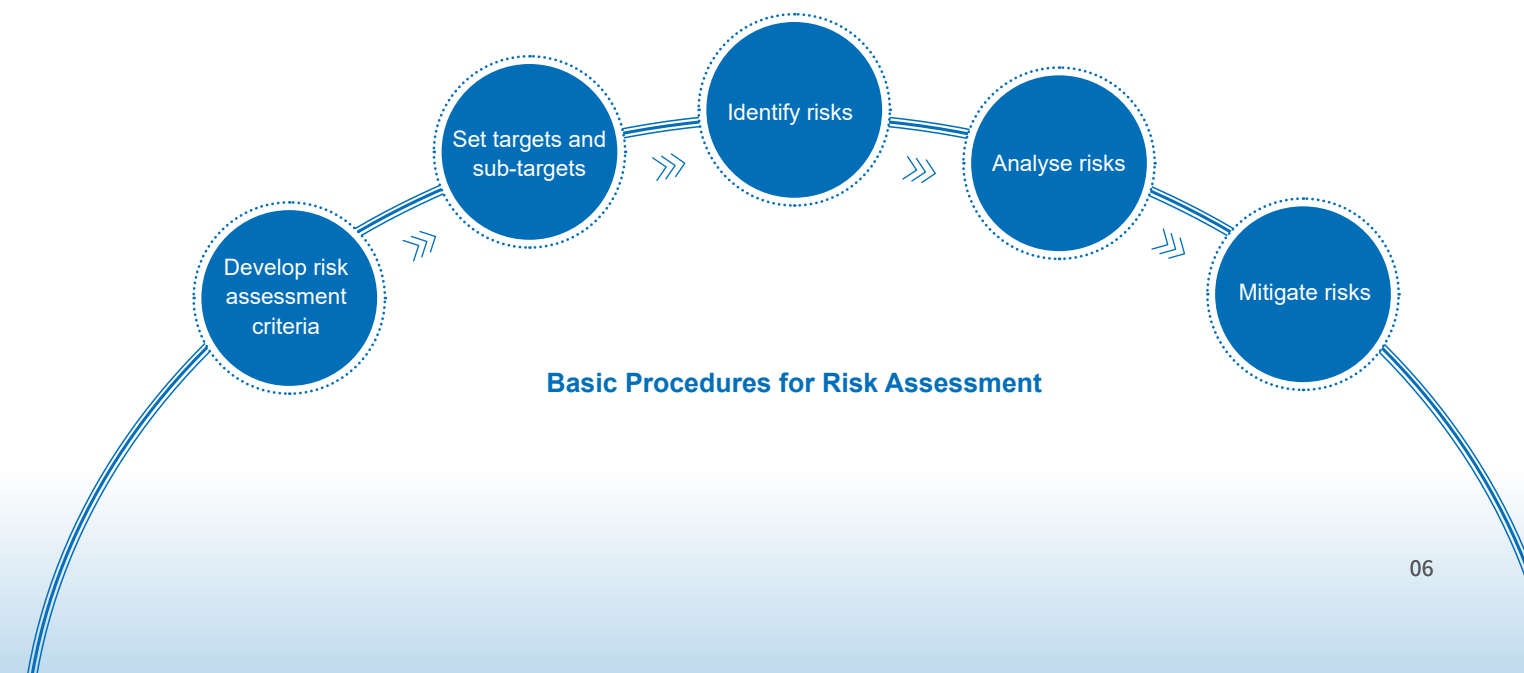 Develop risk
assessment
criteria
Set targets and
sub-targets
Identify risks
Analyse risks
Mitigate risks
Basic Procedures for Risk Assessment
06